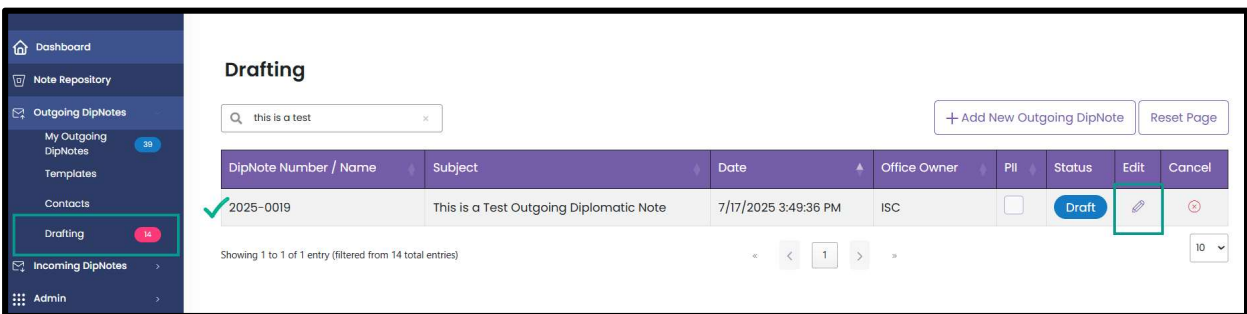 Dashboard
Note Repository
Outgoing DipNotes
My Outgoing
DipNotes
39
Templates
Contacts
Drafting
14
Incoming DipNotes
Admin
Drafting
this is a test
+ Add New Outgoing DipNote
Reset Page
DipNote Number / Name Subject Date Office Owner PII Status Edit Cancel
2025-0019 This is a Test Outgoing Diplomatic Note 7/17/2025 3:49:36 PM ISC Draft
Showing 1 to 1 of 1 entry (filtered from 14 total entries)
« < 1 > »
10